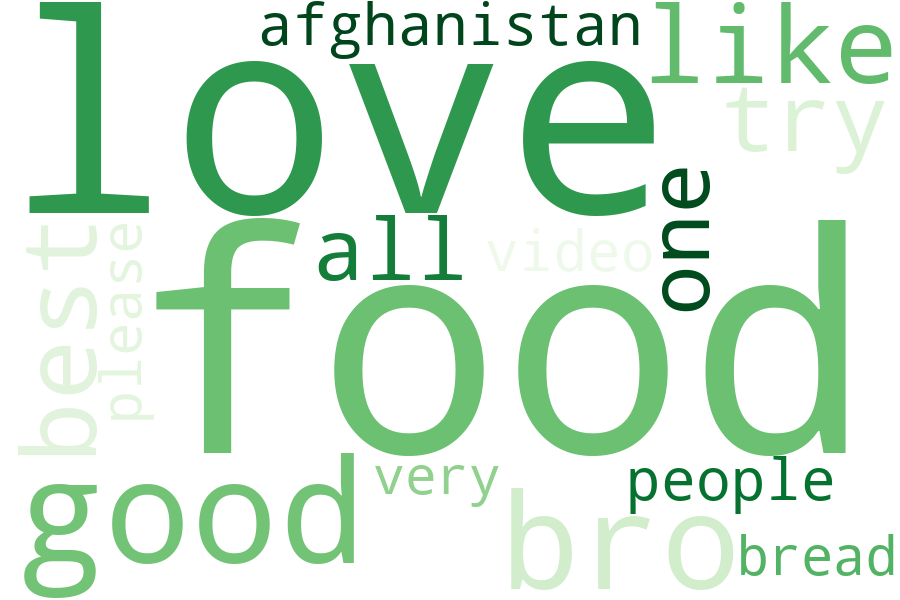 afghanistan
like
love
try
one
best
please
all
video
food
good
very
people
bro
bread